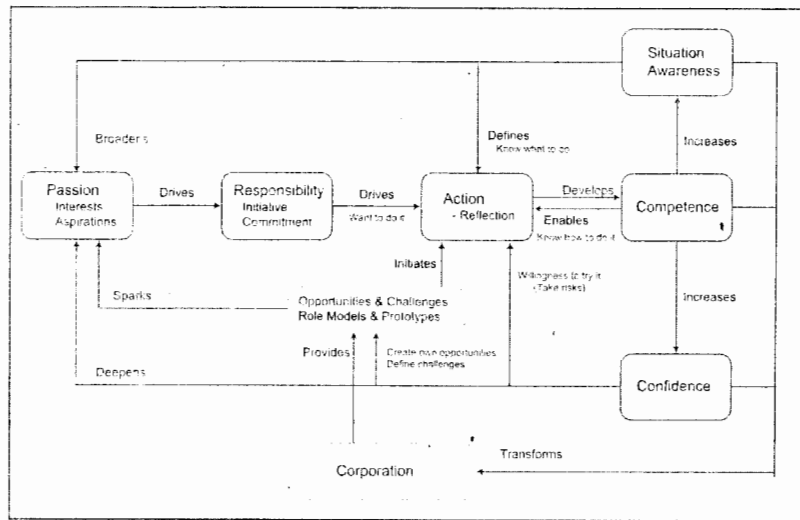 Situation
Awareness
Broadens
Defines
Know what to do
Increases
Passion
Interests
Aspirations
Drives
Responsibility
Initiative
Commitment
Drives
Want to do it
Action
- Reflection
Develops
Enables
Know how to do it
Competence
Initiates
Willingness to try it
(Take risks)
Sparks
Opportunities & Challenges
Role Models & Prototypes
Increases
Provides
Create own opportunities
Define challenges
Deepens
Confidence
Corporation
Transforms